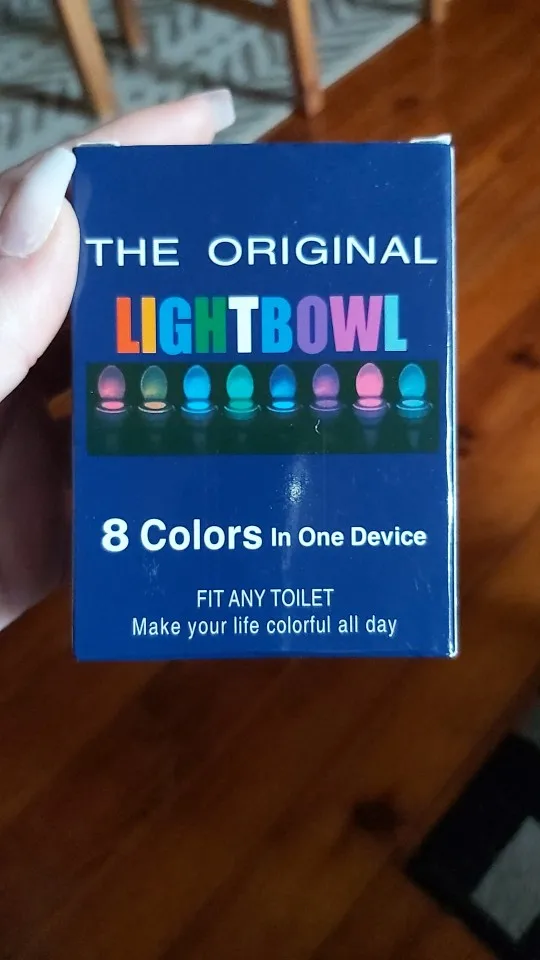 THE ORIGINAL
LIGHTBOWL
8 Colors In One Device
FIT ANY TOILET
Make your life colorful all day